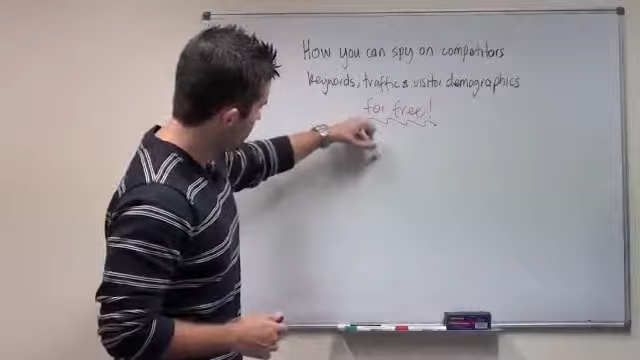 How you can spy on competitors
keywords, traffic & visitor demographics
for free!